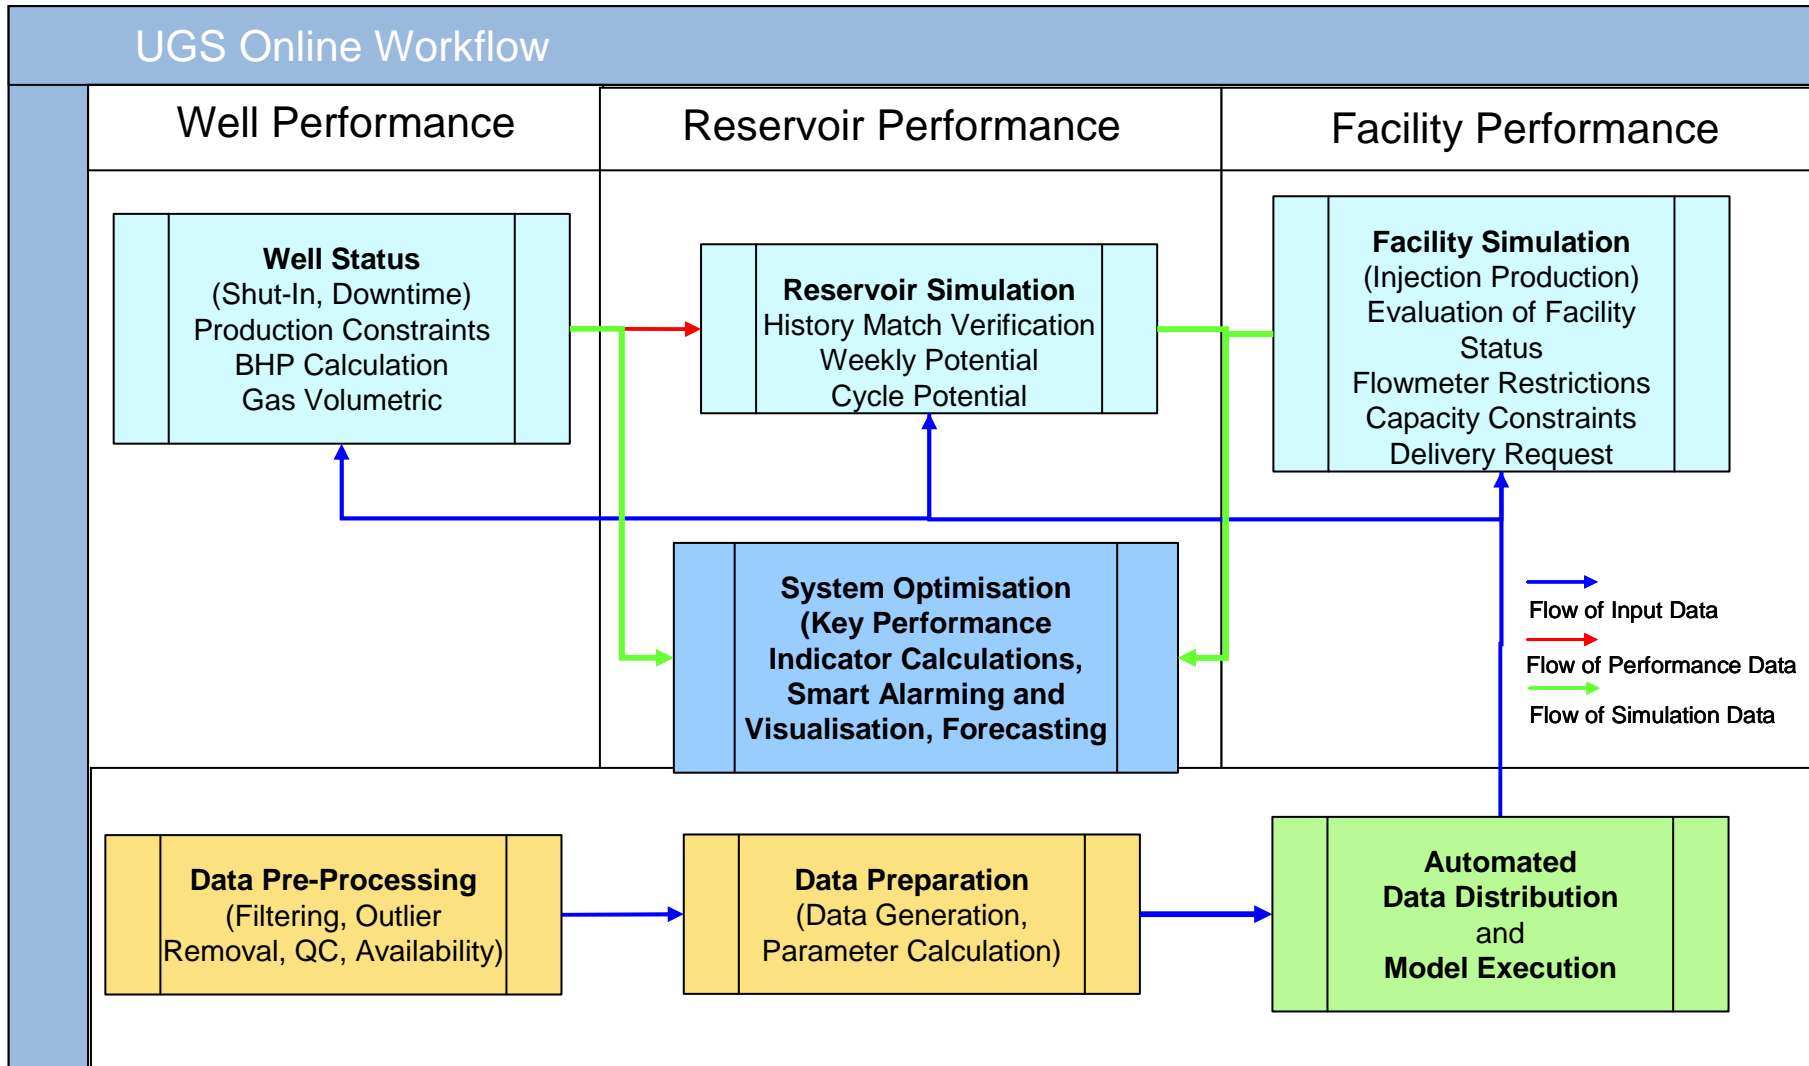 UGS Online Workflow
Well Performance
Reservoir Performance
Facility Performance
Well Status
(Shut-In, Downtime)
Production Constraints
BHP Calculation
Gas Volumetric
Reservoir Simulation
History Match Verification
Weekly Potential
Cycle Potential
Facility Simulation
(Injection Production)
Evaluation of Facility
Status
Flowmeter Restrictions
Capacity Constraints
Delivery Request
System Optimisation
(Key Performance
Indicator Calculations,
Smart Alarming and
Visualisation, Forecasting
Flow of Input Data
Flow of Performance Data
Flow of Simulation Data
Data Pre-Processing
(Filtering, Outlier
Removal, QC, Availability)
Data Preparation
(Data Generation,
Parameter Calculation)
Automated
Data Distribution
and
Model Execution